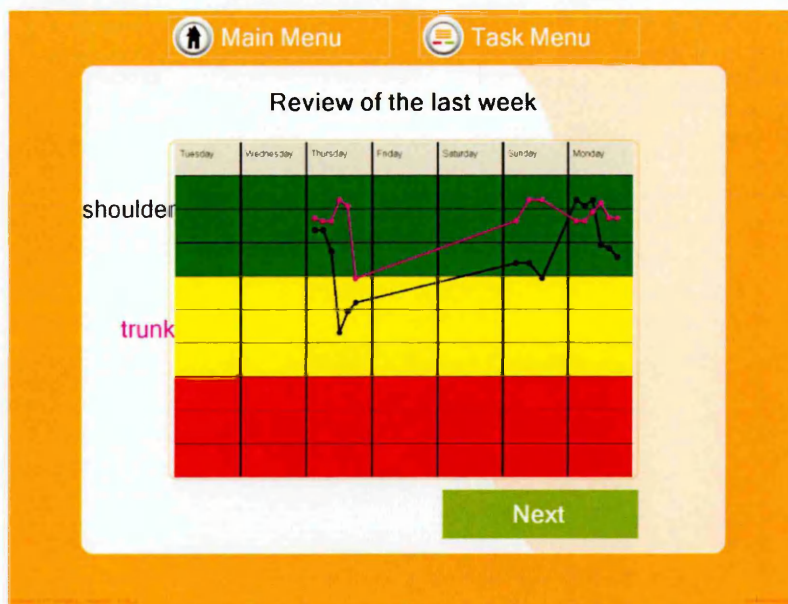 Main Menu Task Menu
Review of the last week
Tuesday Wednesday Thursday Friday Saturday Sunday Monday
shoulder
trunk
Next